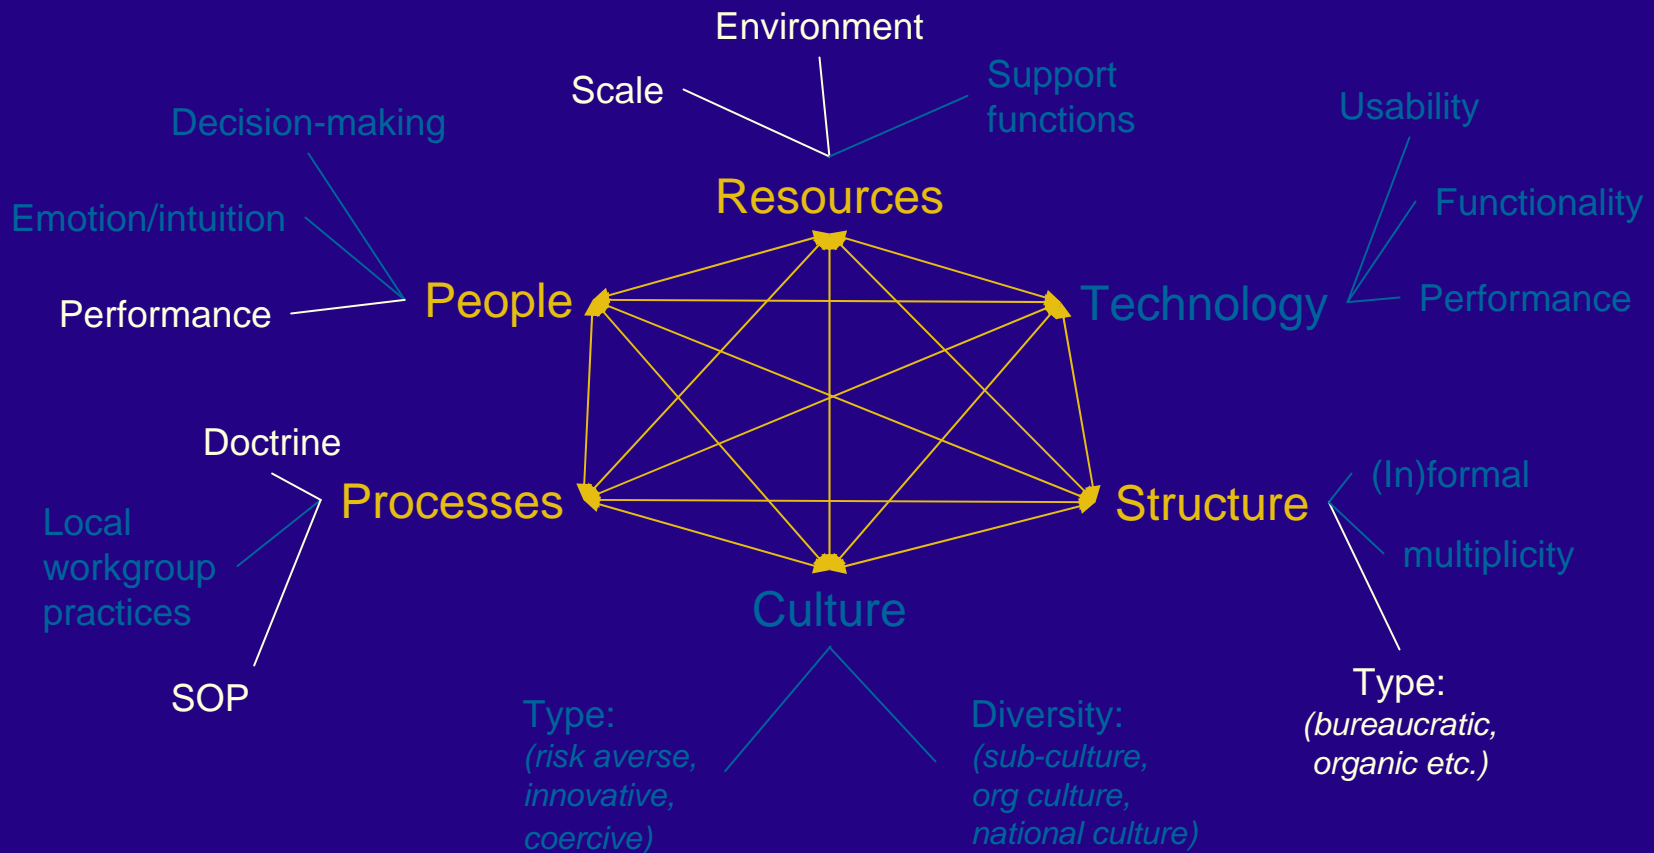 Environment
Scale
Support
functions
Resources
Decision-making
Emotion/intuition
Performance
People
Usability
Functionality
Performance
Technology
Doctrine
Local
workgroup
practices
SOP
Processes
Structure
(In)formal
multiplicity
Type:
(bureaucratic,
organic etc.)
Culture
Type:
(risk averse,
innovative,
coercive)
Diversity:
(sub-culture,
org culture,
national culture)